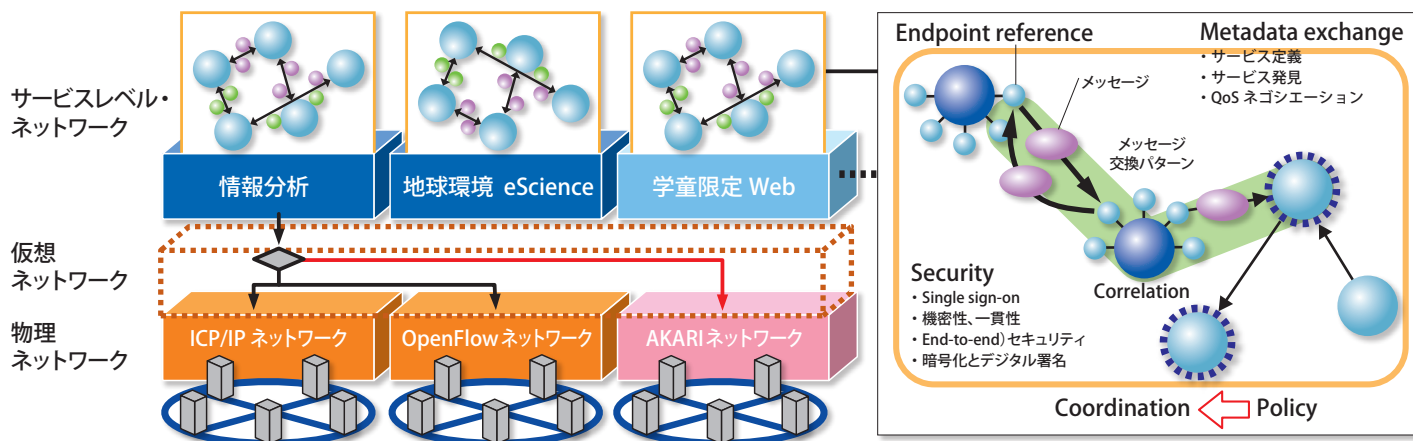 サービスレベル・
ネットワーク
情報分析
地球環境 eScience
学童限定 Web
仮想
ネットワーク
物理
ネットワーク
ICP/IP ネットワーク
OpenFlow ネットワーク
AKARI ネットワーク
Endpoint reference
Metadata exchange
・サービス定義
・サービス発見
・QoS ネゴシエーション
メッセージ
メッセージ
交換パターン
Security
・Single sign-on
・機密性、一貫性
・End-to-end）セキュリティ
・暗号化とデジタル署名
Correlation
Coordination
Policy